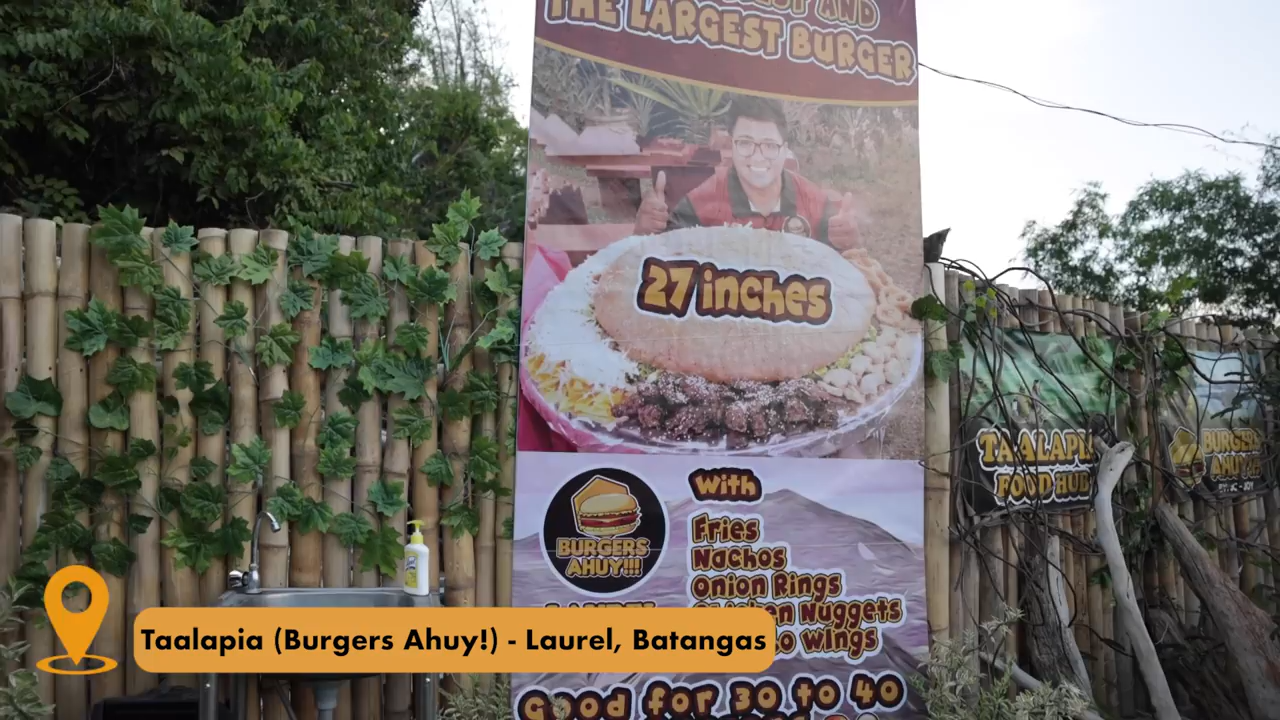 AND
THE LARGEST BURGER
27 inches
With
Fries
Nachos
Onion Rings
Nuggets
Wings
BURGERS
AHUY!!!
Good for 30 to 40
TAALAPIA
FOOD HUB
BURGERS
AHUY!!!
Taalapia (Burgers Ahuy!) - Laurel, Batangas